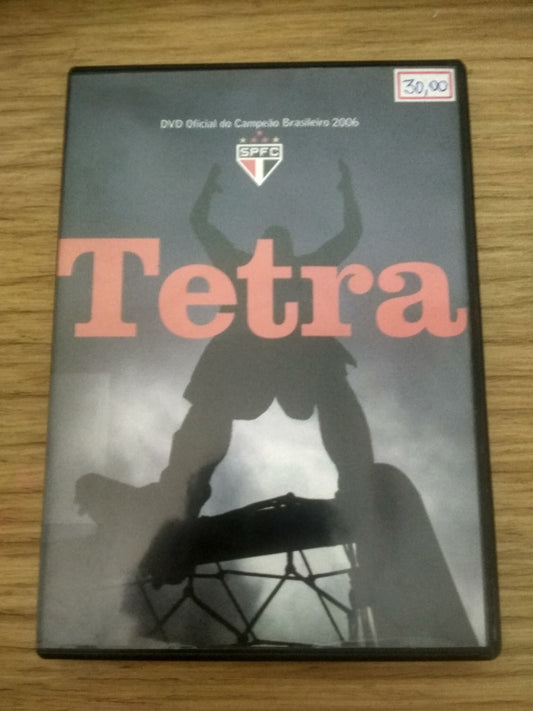 30,00
DVD Oficial do Campeão Brasileiro 2006
SPFC
Tetra